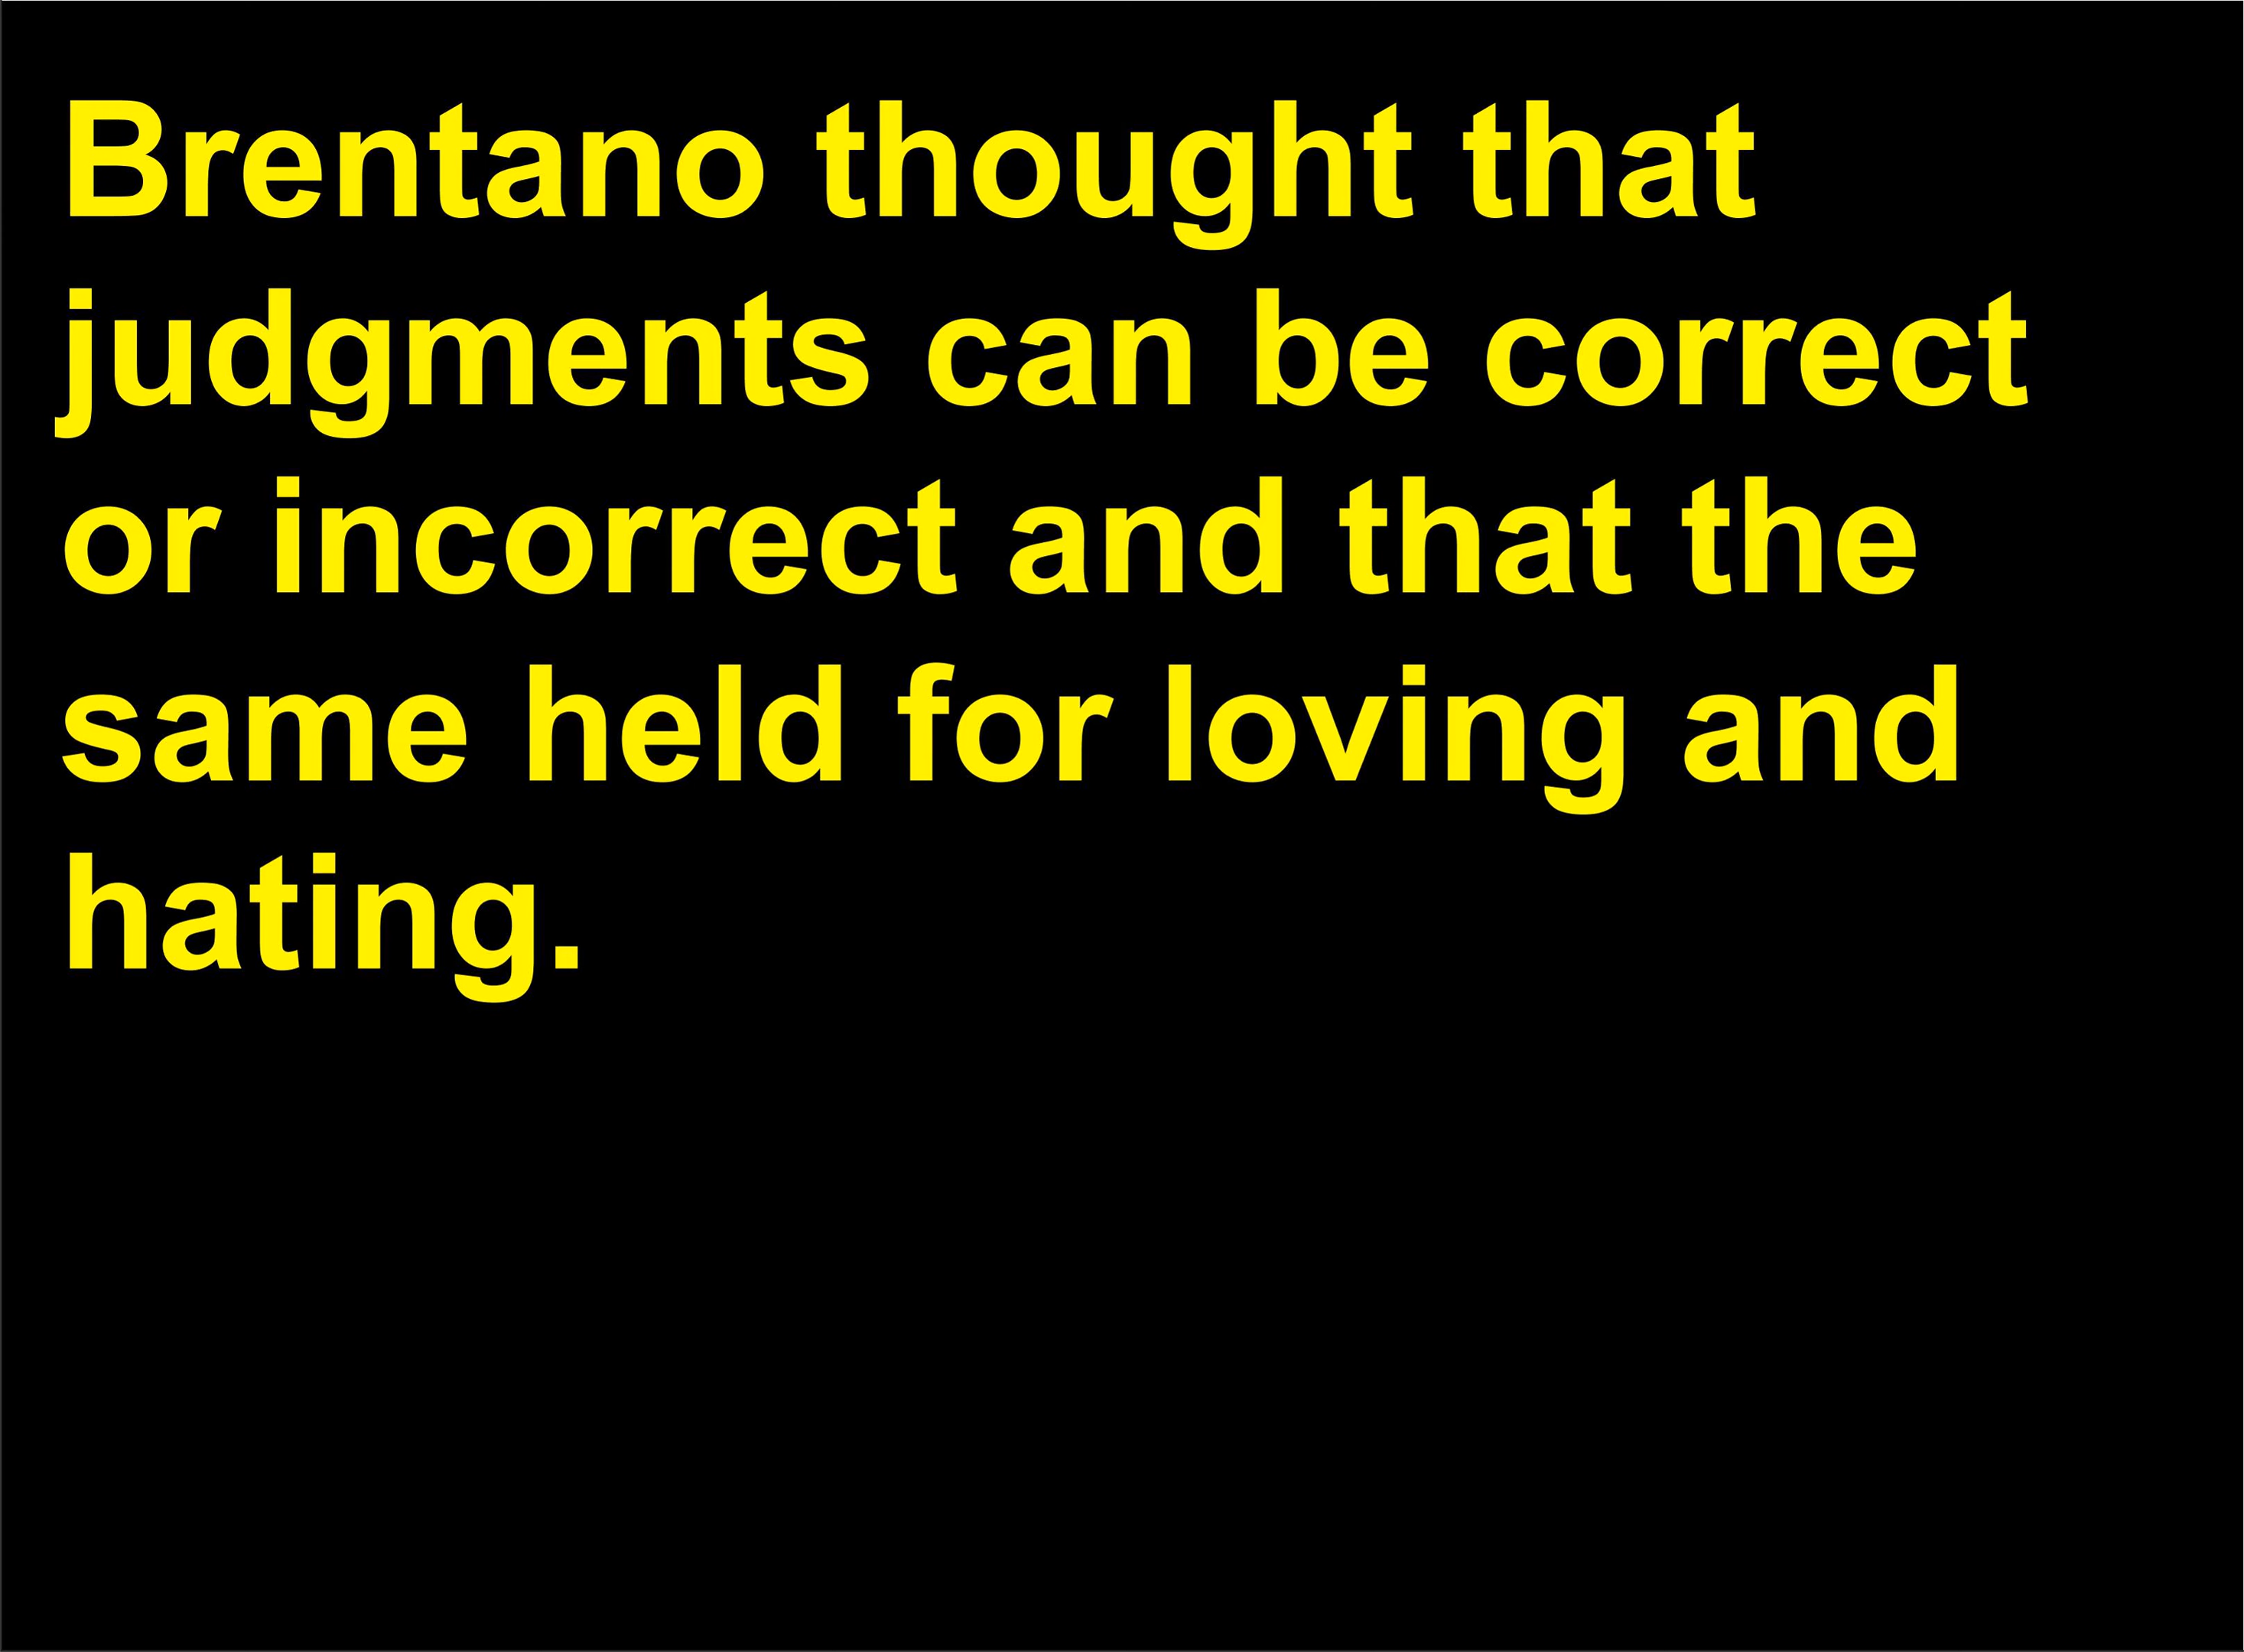 Brentano thought that
judgments can be correct
or incorrect and that the
same held for loving and
hating.